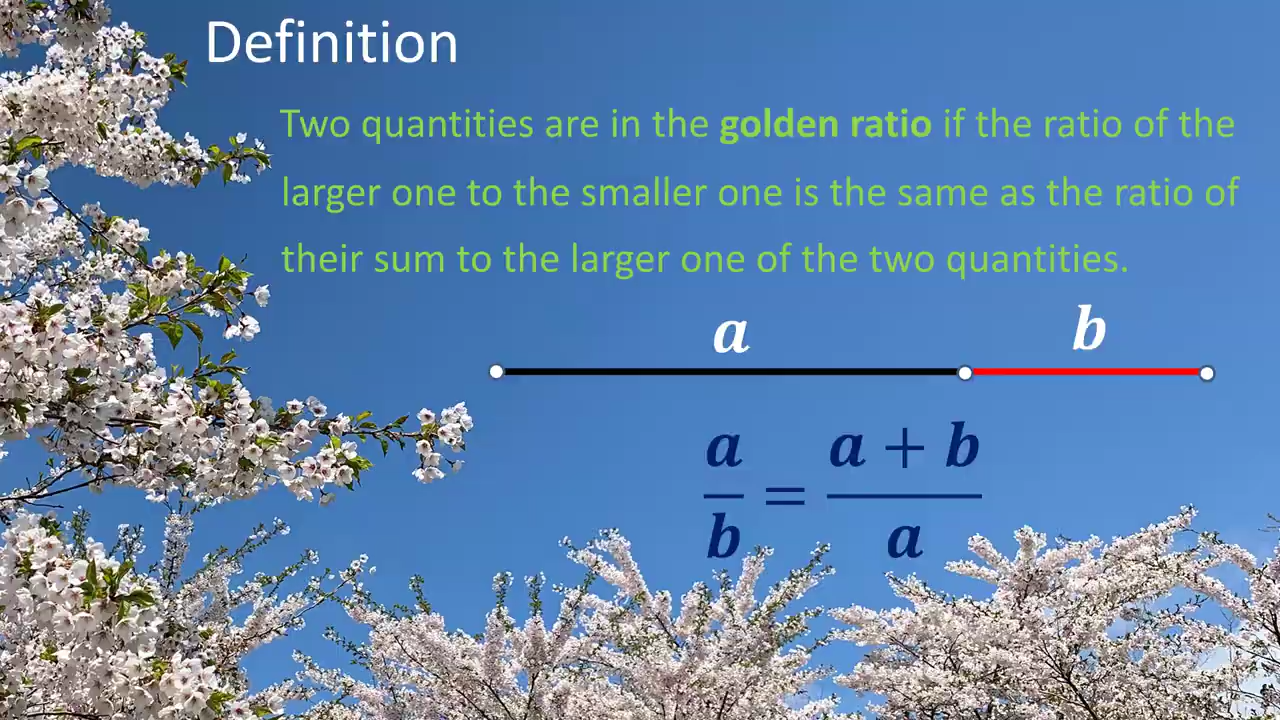 Definition
Two quantities are in the golden ratio if the ratio of the
larger one to the smaller one is the same as the ratio of
their sum to the larger one of the two quantities.
a b
a/b = (a + b)/a